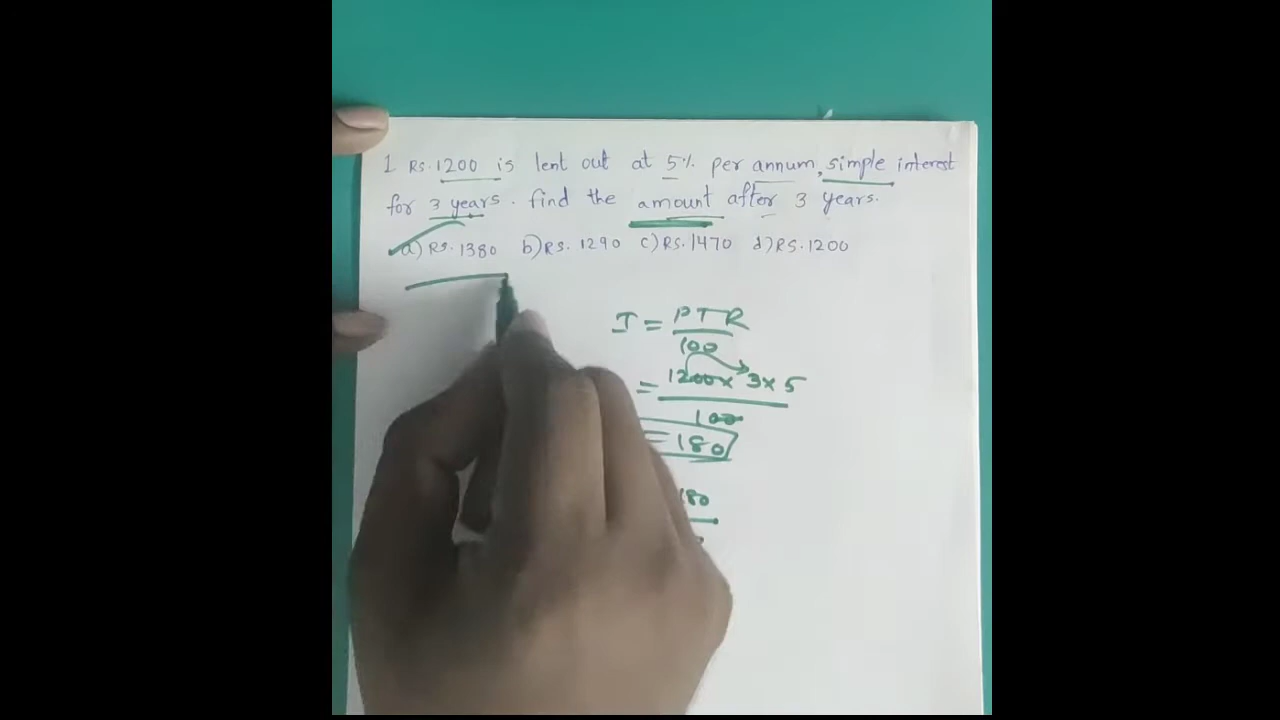 1 Rs.1200 is lent out at 5% per annum, simple interest
for 3 years. find the amount after 3 years.
a) Rs.1380 b) Rs. 1290 c) Rs.1470 d) Rs.1200
I = PTR
100
= 1200 x 3 x 5
100
= 180
180